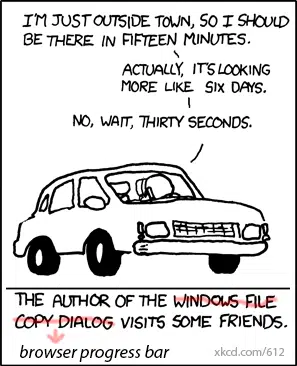 I'M JUST OUTSIDE TOWN, SO I SHOULD
BE THERE IN FIFTEEN MINUTES.
ACTUALLY, IT'S LOOKING
MORE LIKE SIX DAYS.
NO, WAIT, THIRTY SECONDS.
THE AUTHOR OF THE WINDOWS FILE
COPY DIALOG VISITS SOME FRIENDS.
browser progress bar
xkcd.com/612